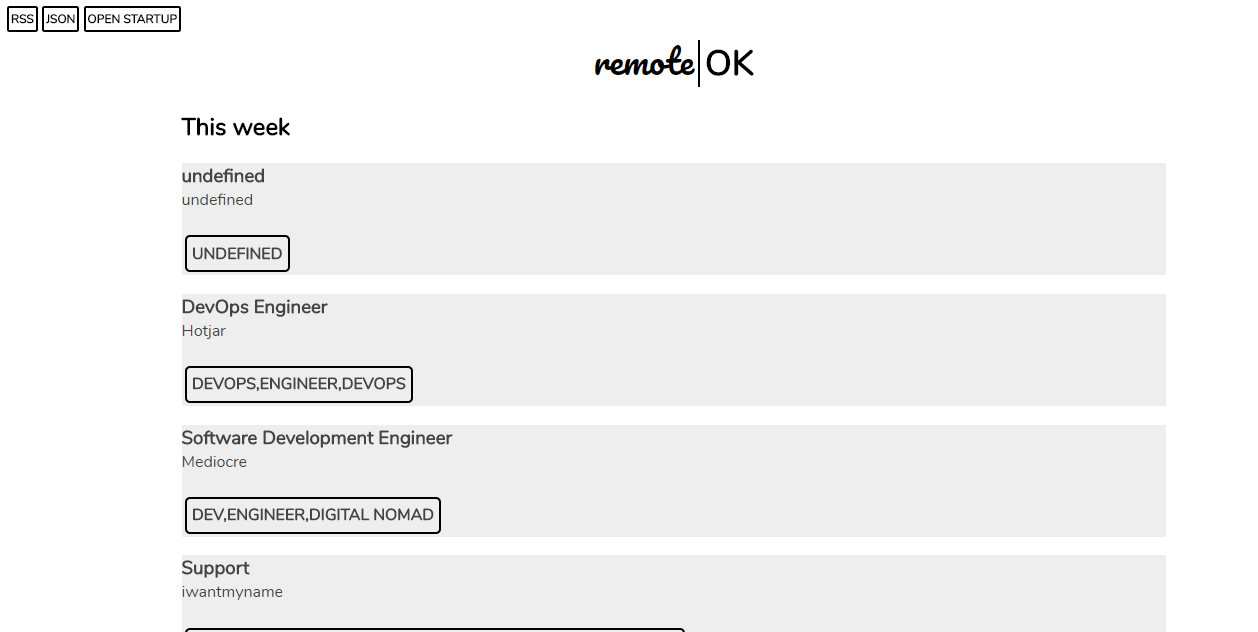 RSS JSON OPEN STARTUP
remote|OK
This week
undefined
undefined
UNDEFINED
DevOps Engineer
Hotjar
DEVOPS,ENGINEER,DEVOPS
Software Development Engineer
Mediocre
DEV,ENGINEER,DIGITAL NOMAD
Support
iwantmyname